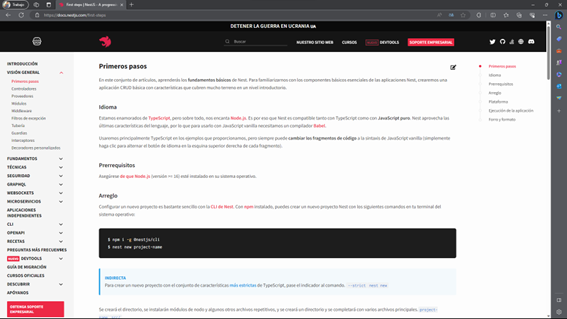 Trabajo
First steps | NestJS - A progressive
https://docs.nestjs.com/first-steps
DETENER LA GUERRA EN UCRANIA UA
Buscar
NUESTRO SITIO WEB
CURSOS
DEVTOOLS
SOPORTE EMPRESARIAL
INTRODUCCIÓN
VISIÓN GENERAL
Primeros pasos
Controladores
Proveedores
Módulos
Middleware
Filtros de excepción
Tubería
Guardias
Interceptores
Decoradores personalizados
FUNDAMENTOS
TÉCNICAS
SEGURIDAD
GRAPHQL
WEBSOCKETS
MICROSERVICIOS
APLICACIONES
INDEPENDIENTES
CLI
OPENAPI
RECETAS
PREGUNTAS MÁS FRECUENTES
DEVTOOLS
GUÍA DE MIGRACIÓN
CURSOS OFICIALES
DESCUBRIR
APÓYANOS
OBTENGA SOPORTE
EMPRESARIAL
Primeros pasos
En este conjunto de artículos, aprenderás los fundamentos básicos de Nest. Para familiarizarnos con los componentes básicos esenciales de las aplicaciones nest, crearemos una
aplicación CRUD básica con características que cubren mucho terreno en un nivel introductorio.
Idioma
Estamos enamorados de TypeScript, pero sobre todo, nos encanta Node.js. Es por eso que Nest es compatible tanto con TypeScript como con JavaScript puro. Nest aprovecha las
últimas características del lenguaje, por lo que para usarlo con JavaScript vanilla necesitamos un compilador Babel.
Usaremos principalmente TypeScript en los ejemplos que proporcionamos, pero siempre puede cambiar los fragmentos de código a la sintaxis de JavaScript vanilla (simplemente
haga clic para alternar el botón de idioma en la esquina superior derecha de cada fragmento).
Prerrequisitos
Asegúrese de que Node.js (versión >= 16) esté instalado en su sistema operativo.
Arreglo
Configurar un nuevo proyecto es bastante sencillo con la CLI de Nest. Con npm instalado, puedes crear un nuevo proyecto Nest con los siguientes comandos en tu terminal del
sistema operativo:
$ npm i -g @nestjs/cli
$ nest new project-name
INDIRECTA
Para crear un nuevo proyecto con el conjunto de características más estrictas de TypeScript, pase el indicador al comando. --strict nest new
Se creará el directorio, se instalarán módulos de nodo y algunos otros archivos repetitivos, y se creará un directorio y se completará con varios archivos principales. project
Primeros pasos
Idioma
Prerrequisitos
Arreglo
Plataforma
Ejecución de la aplicación
Forro y formato